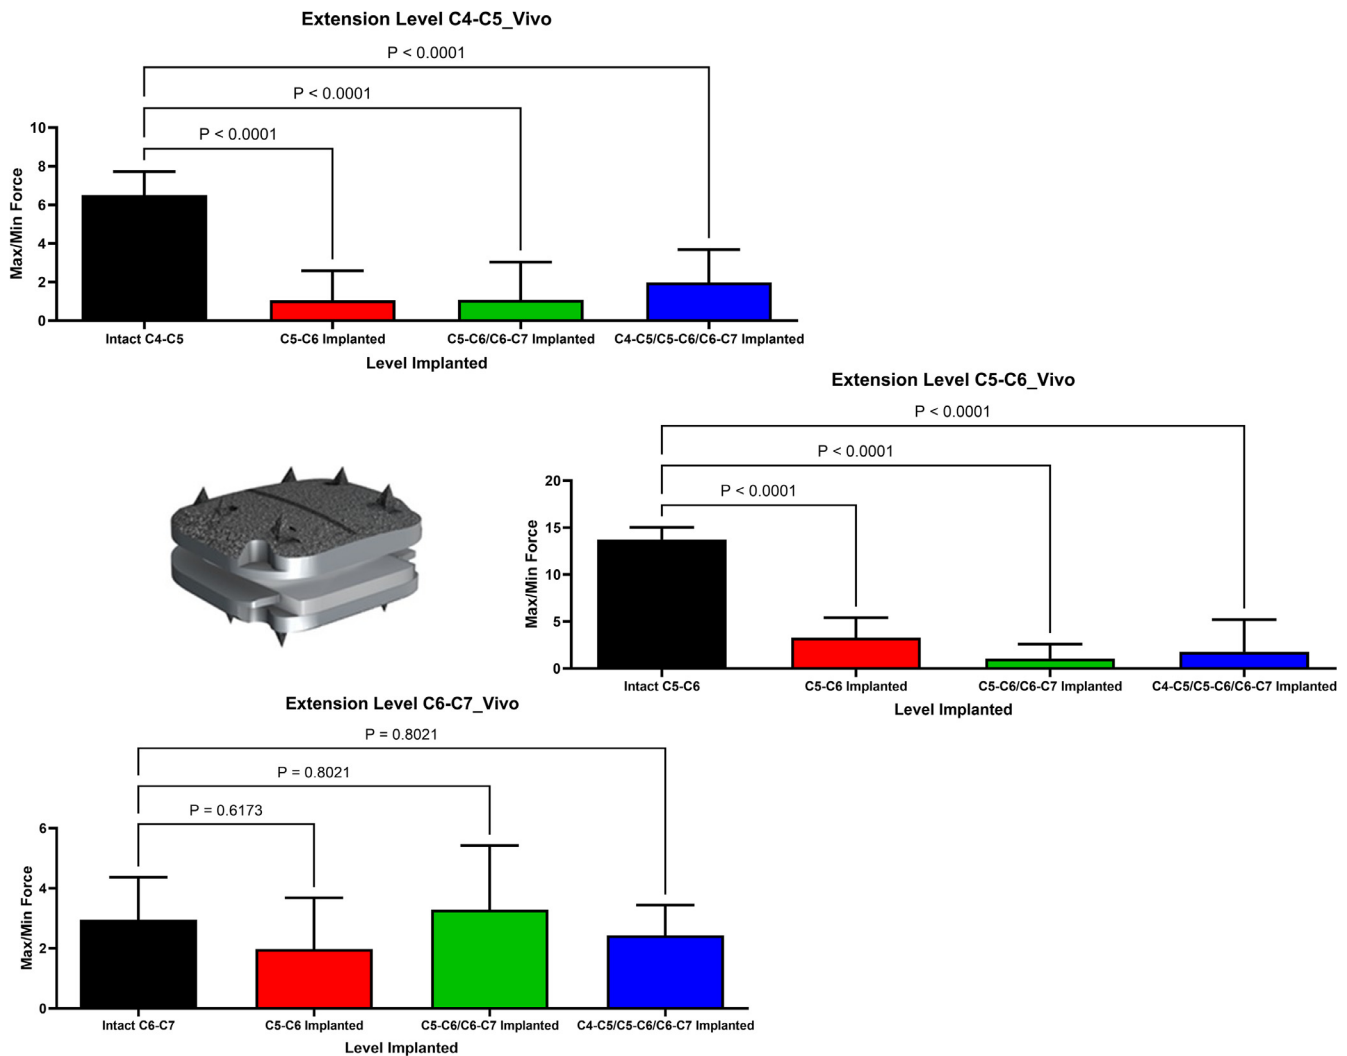 Extension Level C4-C5_Vivo
P < 0.0001
P < 0.0001
P < 0.0001
Max/Min Force
10
8
6
4
2
0
Intact C4-C5
C5-C6 Implanted
C5-C6/C6-C7 Implanted
C4-C5/C5-C6/C6-C7 Implanted
Level Implanted
Extension Level C5-C6_Vivo
P < 0.0001
P < 0.0001
P < 0.0001
Max/Min Force
20
15
10
5
0
Intact C5-C6
C5-C6 Implanted
C5-C6/C6-C7 Implanted
C4-C5/C5-C6/C6-C7 Implanted
Level Implanted
Extension Level C6-C7_Vivo
P = 0.8021
P = 0.8021
P = 0.6173
Max/Min Force
6
4
2
0
Intact C6-C7
C5-C6 Implanted
C5-C6/C6-C7 Implanted
C4-C5/C5-C6/C6-C7 Implanted
Level Implanted